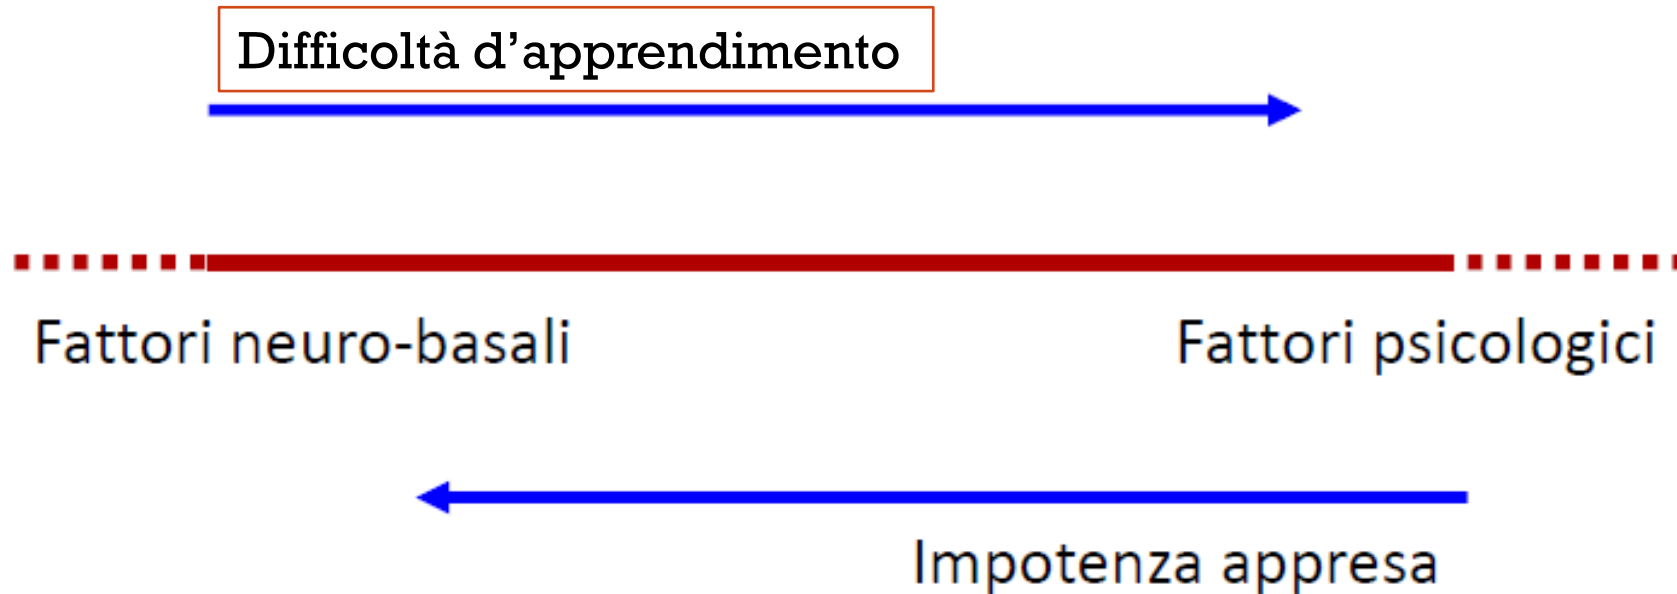 Difficoltà d’apprendimento
Fattori neuro-basali
Fattori psicologici
Impotenza appresa